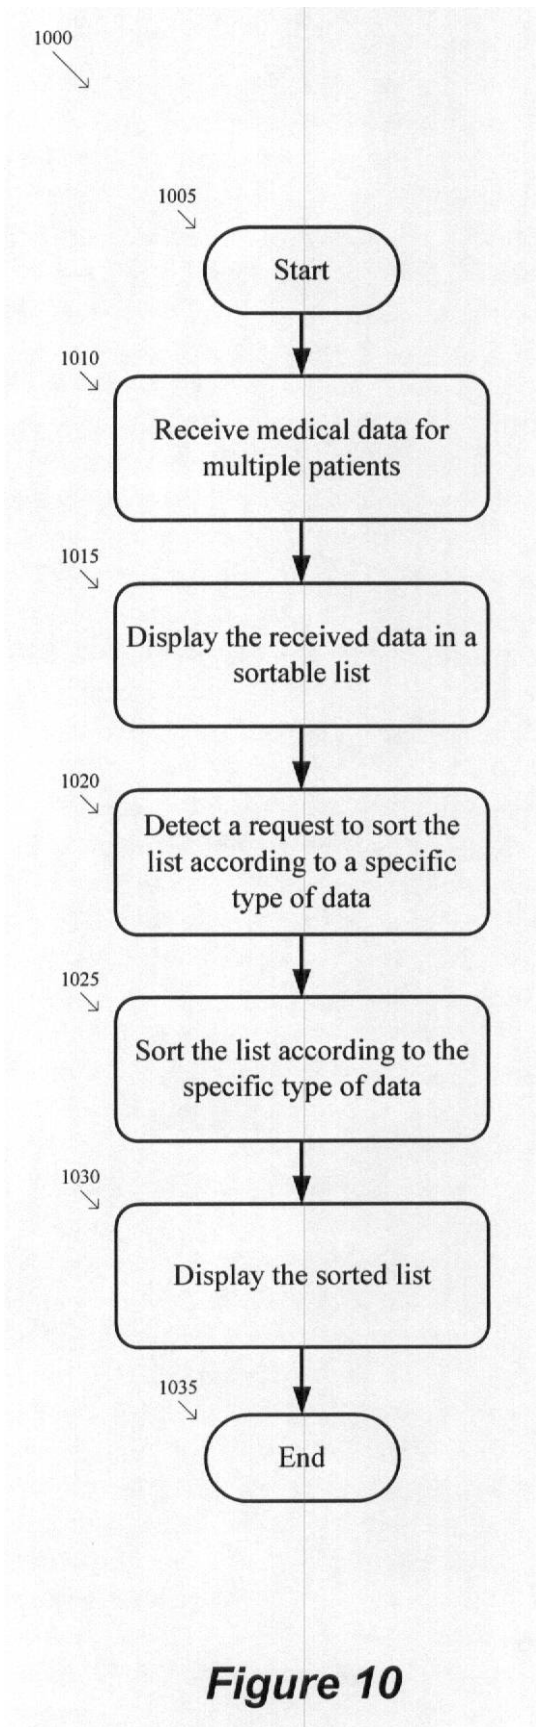 1000
1005
Start
1010
Receive medical data for
multiple patients
1015
Display the received data in a
sortable list
1020
Detect a request to sort the
list according to a specific
type of data
1025
Sort the list according to the
specific type of data
1030
Display the sorted list
1035
End
Figure 10